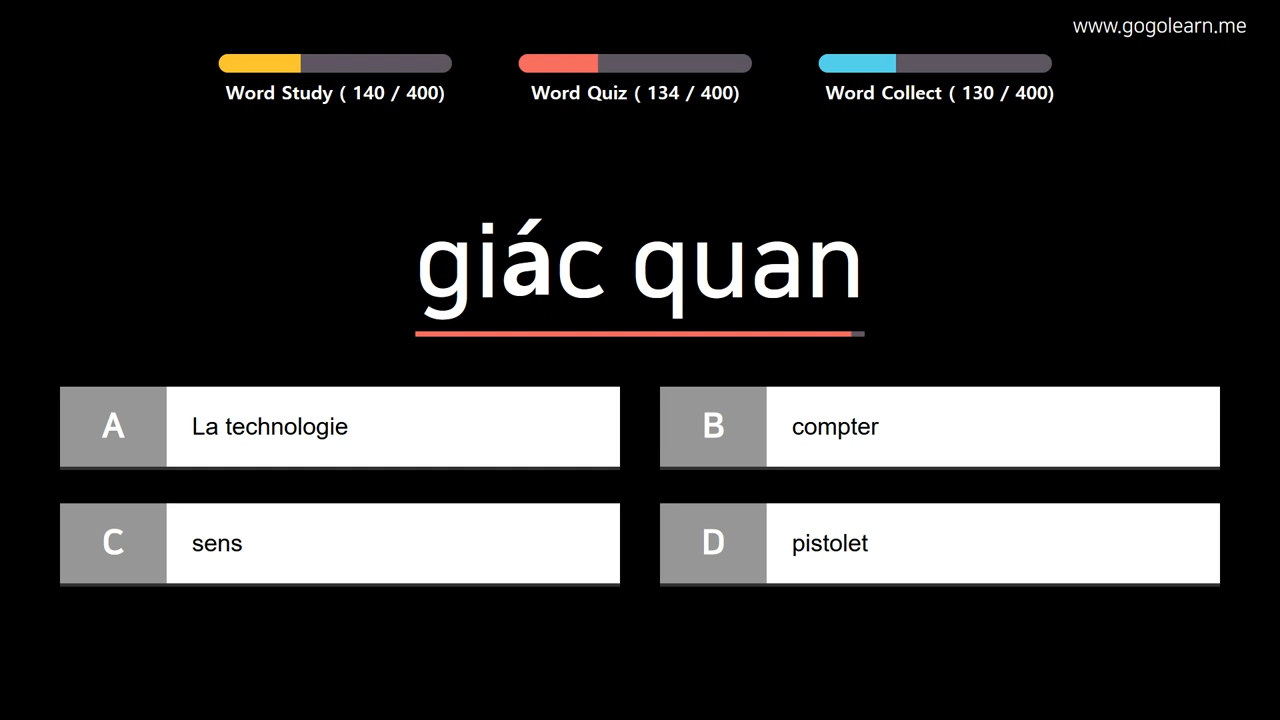 www.gogolearn.me
Word Study ( 140 / 400)
Word Quiz ( 134 / 400)
Word Collect ( 130 / 400)
giác quan
A La technologie
B compter
C sens
D pistolet